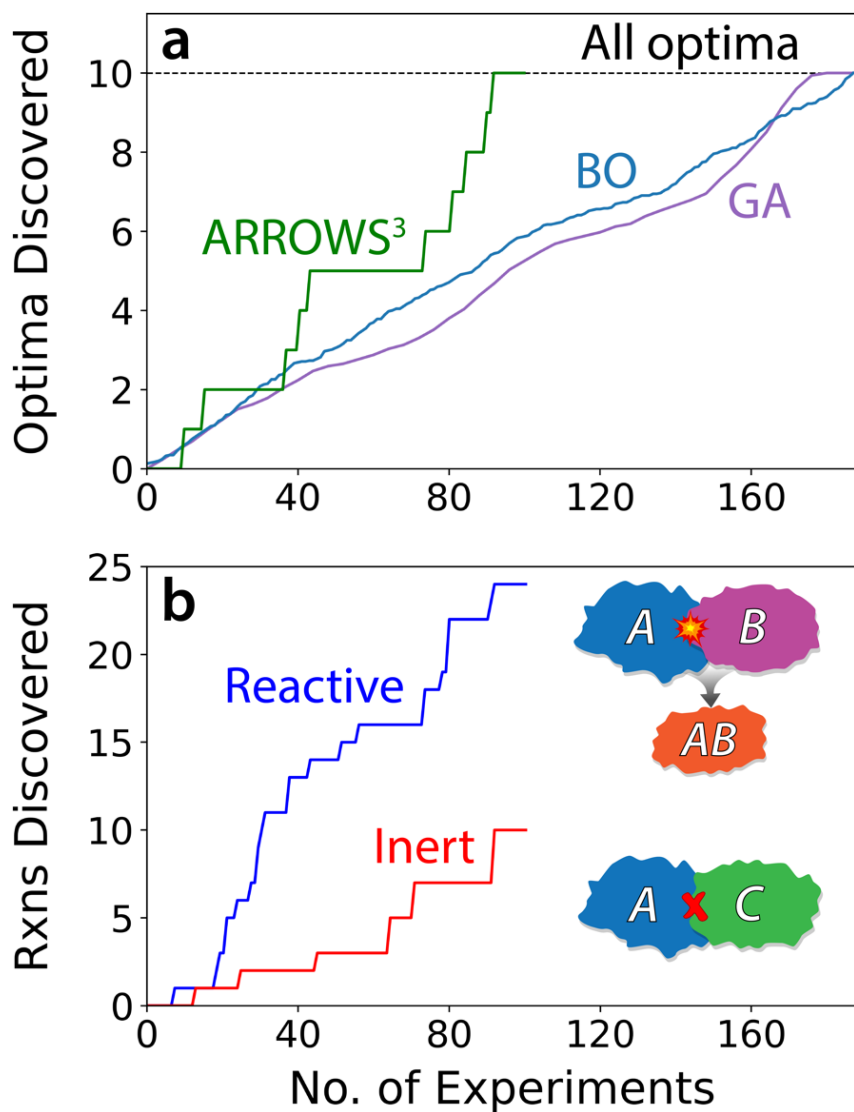 a
All optima
10
8
6
4
2
0
Optima Discovered
ARROWS³
BO
GA
0
40
80
120
160
b
25
20
15
10
5
0
Rxns Discovered
Reactive
Inert
A
B
AB
A
C
0
40
80
120
160
No. of Experiments